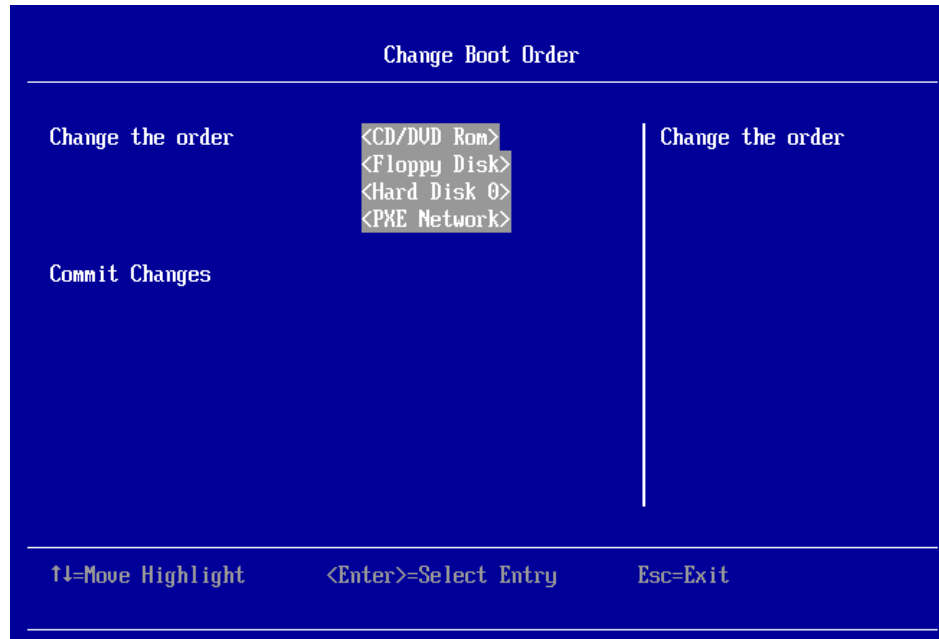 Change Boot Order
Change the order <CD/DVD Rom> Change the order
<Floppy Disk>
<Hard Disk 0>
<PXE Network>
Commit Changes
↑↓=Move Highlight <Enter>=Select Entry Esc=Exit